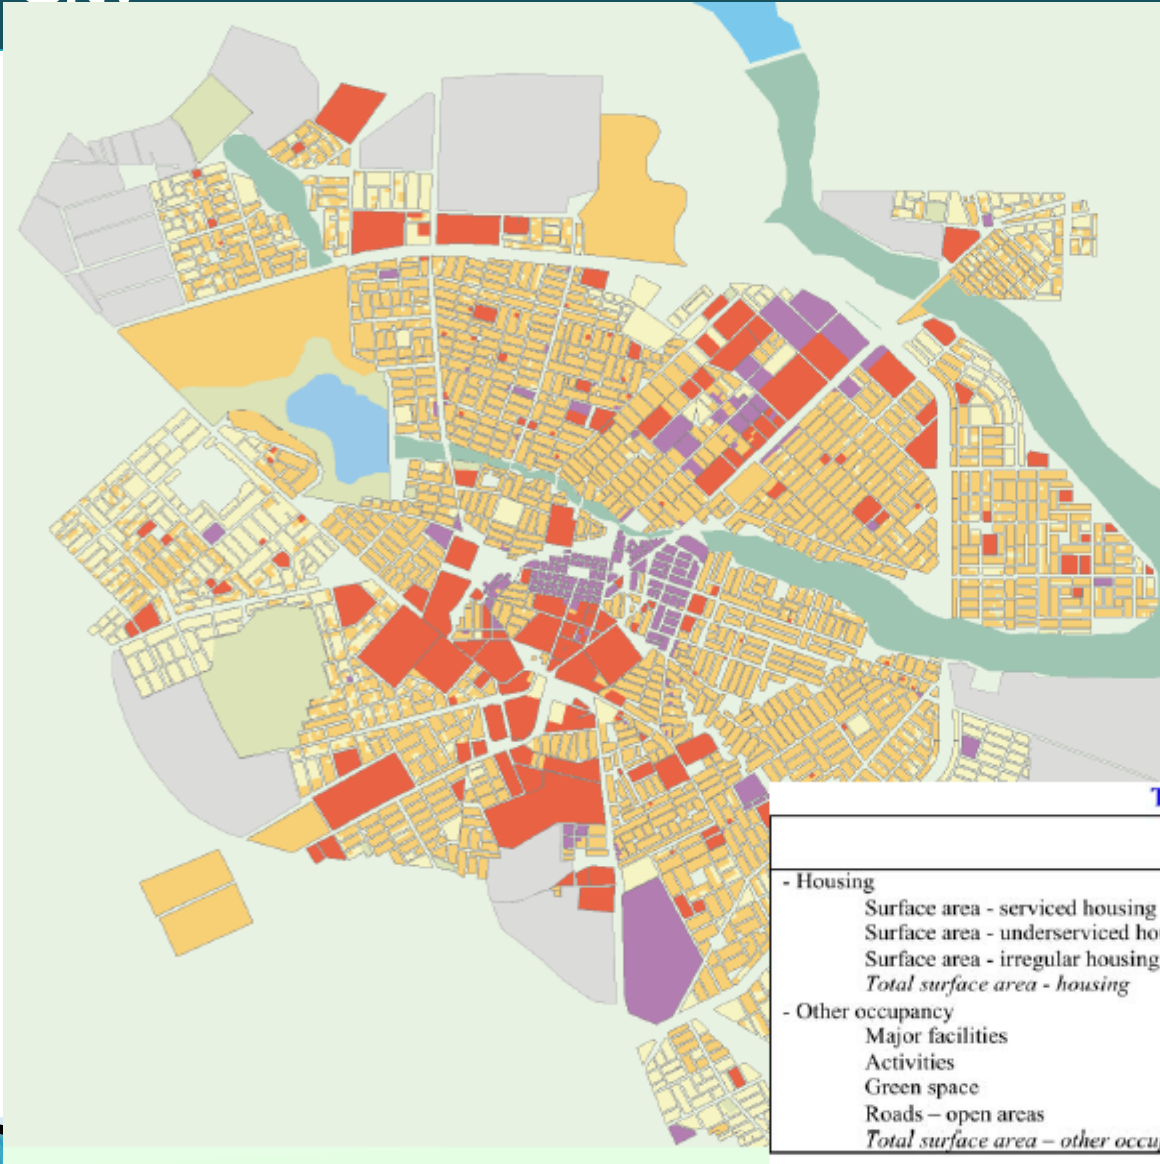 - Housing
Surface area - serviced housing
Surface area - underserviced
Surface area - irregular housing
Total surface area - housing
- Other occupancy
Major facilities
Activities
Green space
Roads – open areas
Total surface area – other